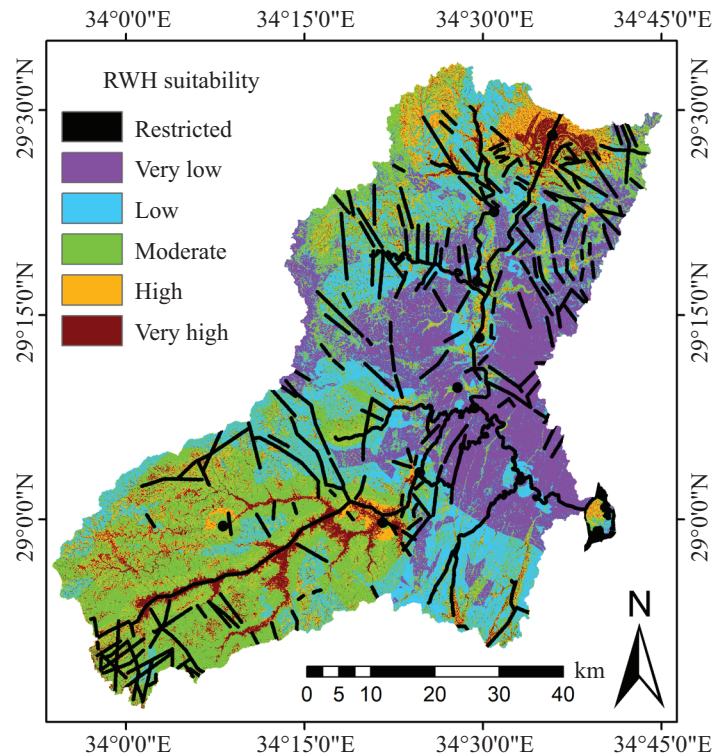 34°0'0"E 34°15'0"E 34°30'0"E 34°45'0"E
29°30'0"N 29°30'0"N
29°15'0"N 29°15'0"N
29°0'0"N 29°0'0"N
RWH suitability
Restricted
Very low
Low
Moderate
High
Very high
N
km
0 5 10 20 30 40
34°0'0"E 34°15'0"E 34°30'0"E 34°45'0"E